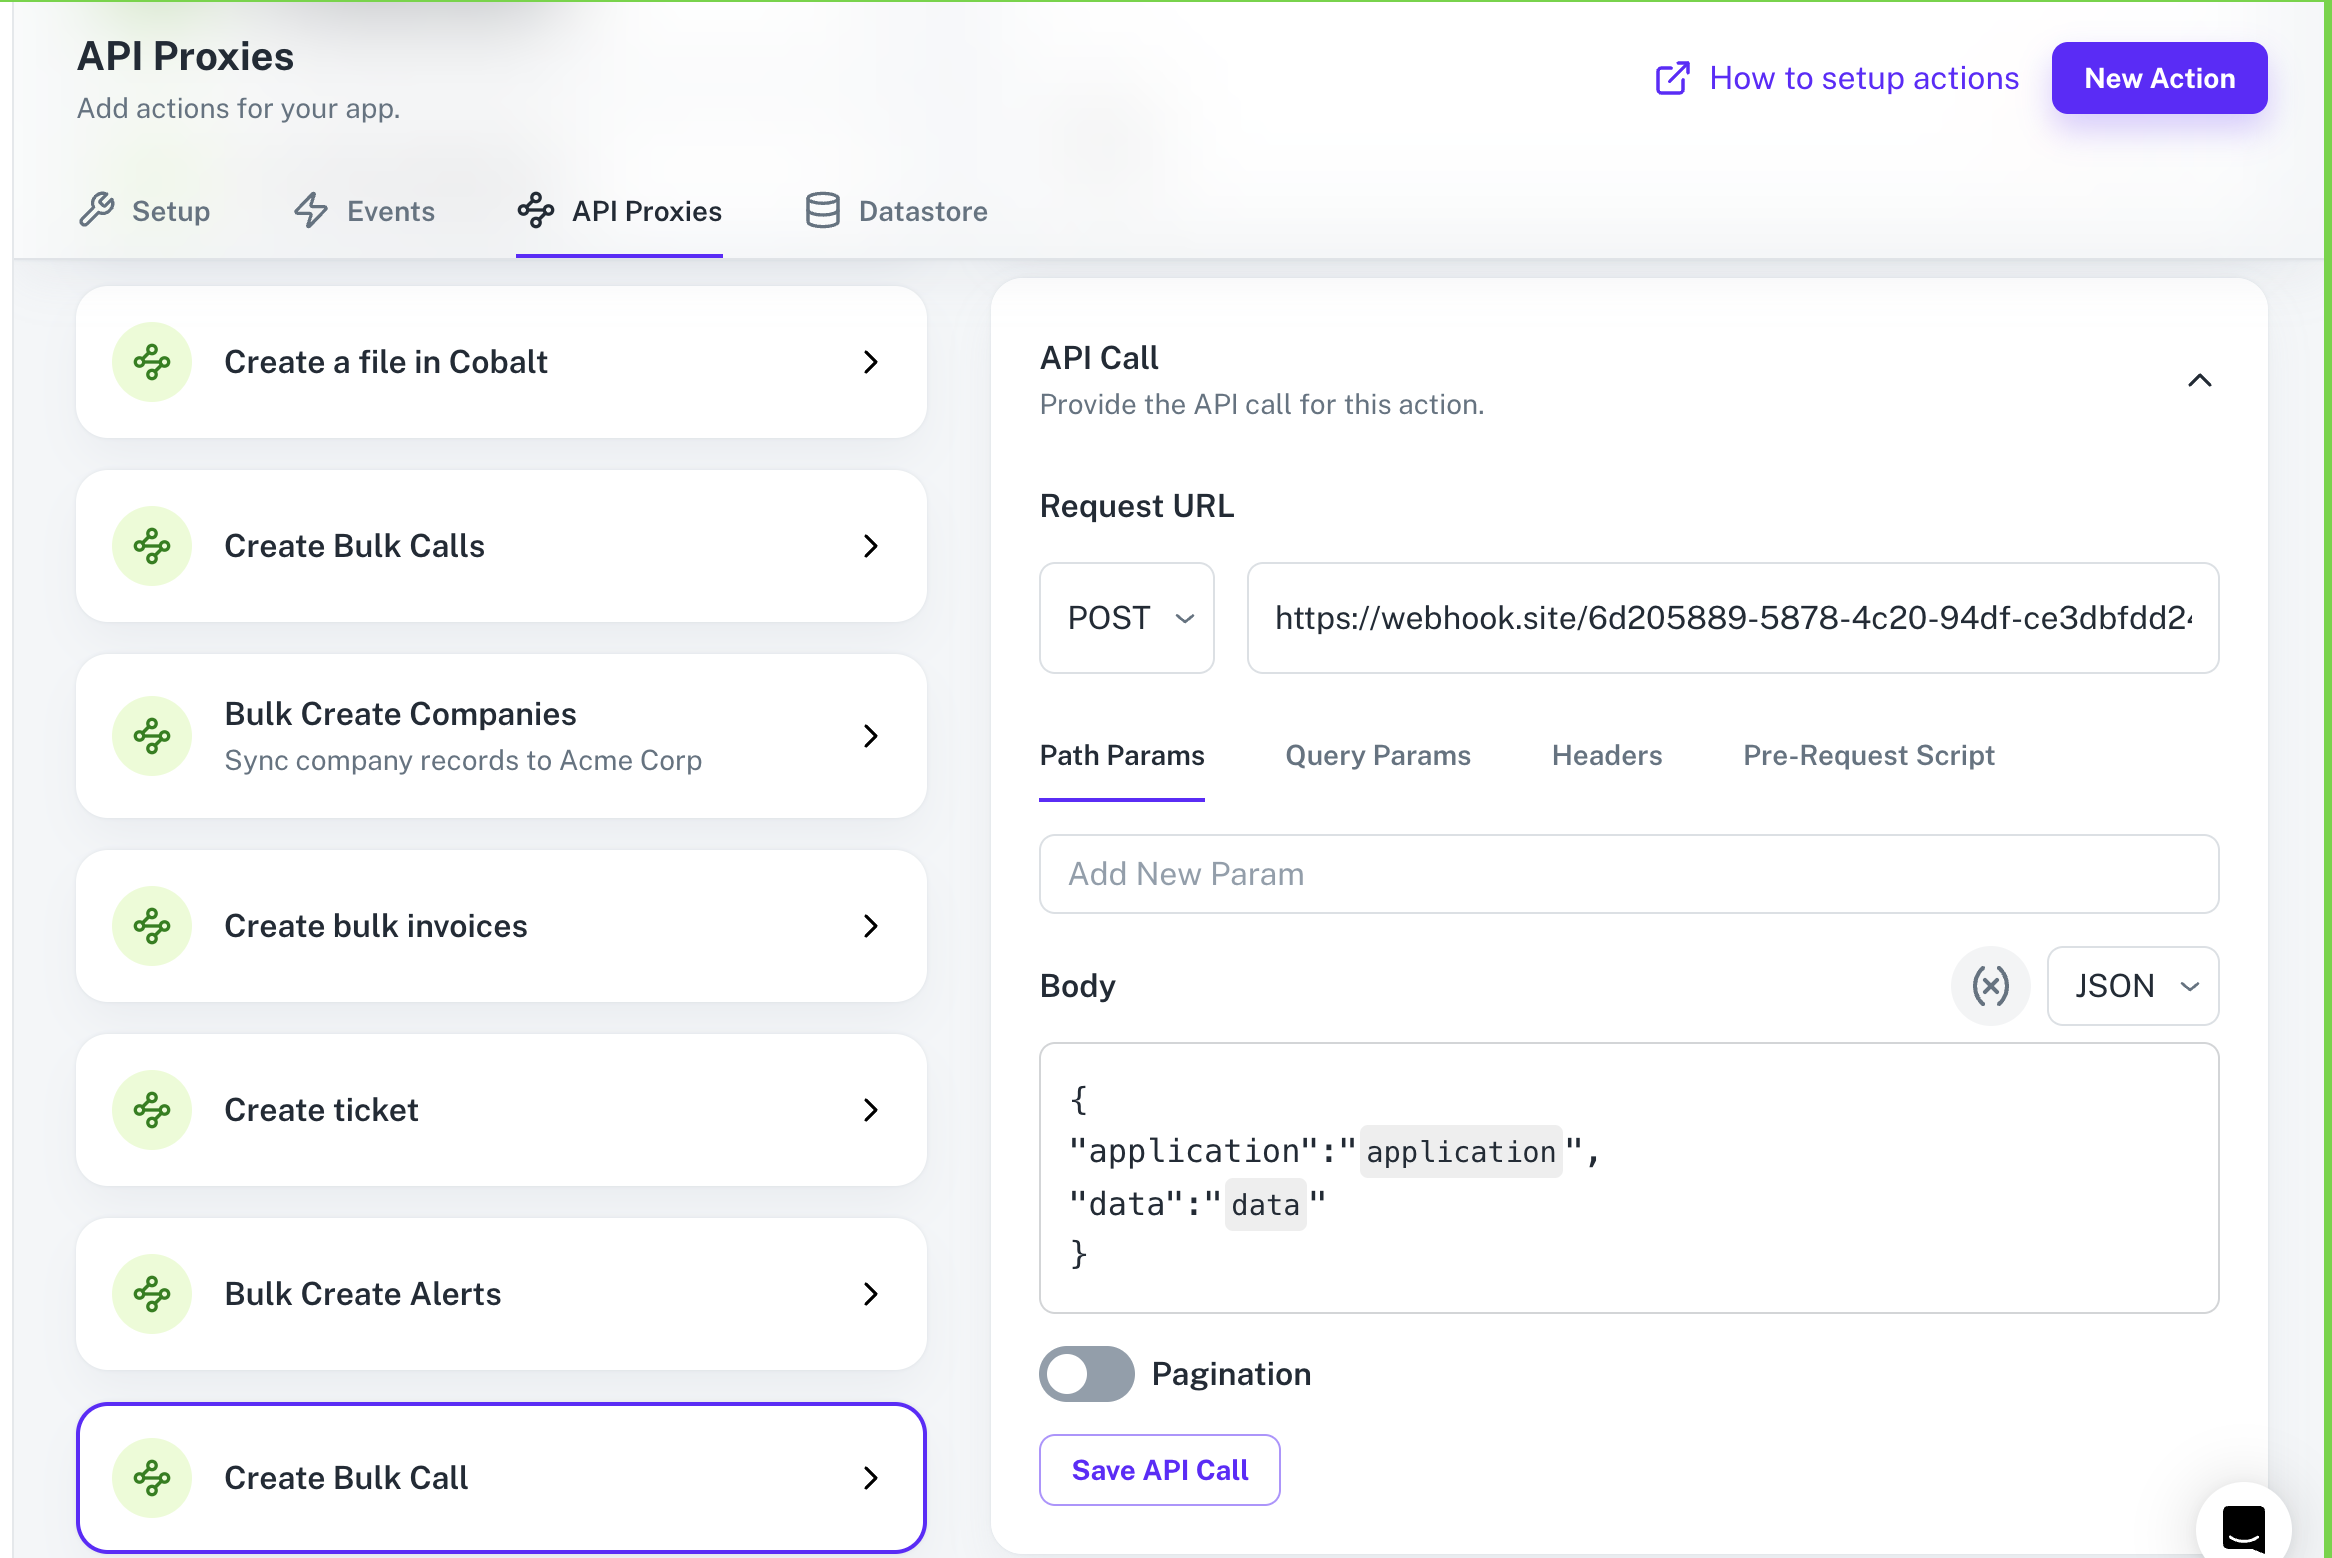 API Proxies
Add actions for your app.
How to setup actions
New Action
Setup
Events
API Proxies
Datastore
Create a file in Cobalt
Create Bulk Calls
Bulk Create Companies
Sync company records to Acme Corp
Create bulk invoices
Create ticket
Bulk Create Alerts
Create Bulk Call
API Call
Provide the API call for this action.
Request URL
POST
https://webhook.site/6d205889-5878-4c20-94df-ce3dbfdd24
Path Params
Query Params
Headers
Pre-Request Script
Add New Param
Body
(x)
JSON
{
"application":"application",
"data":"data"
}
Pagination
Save API Call